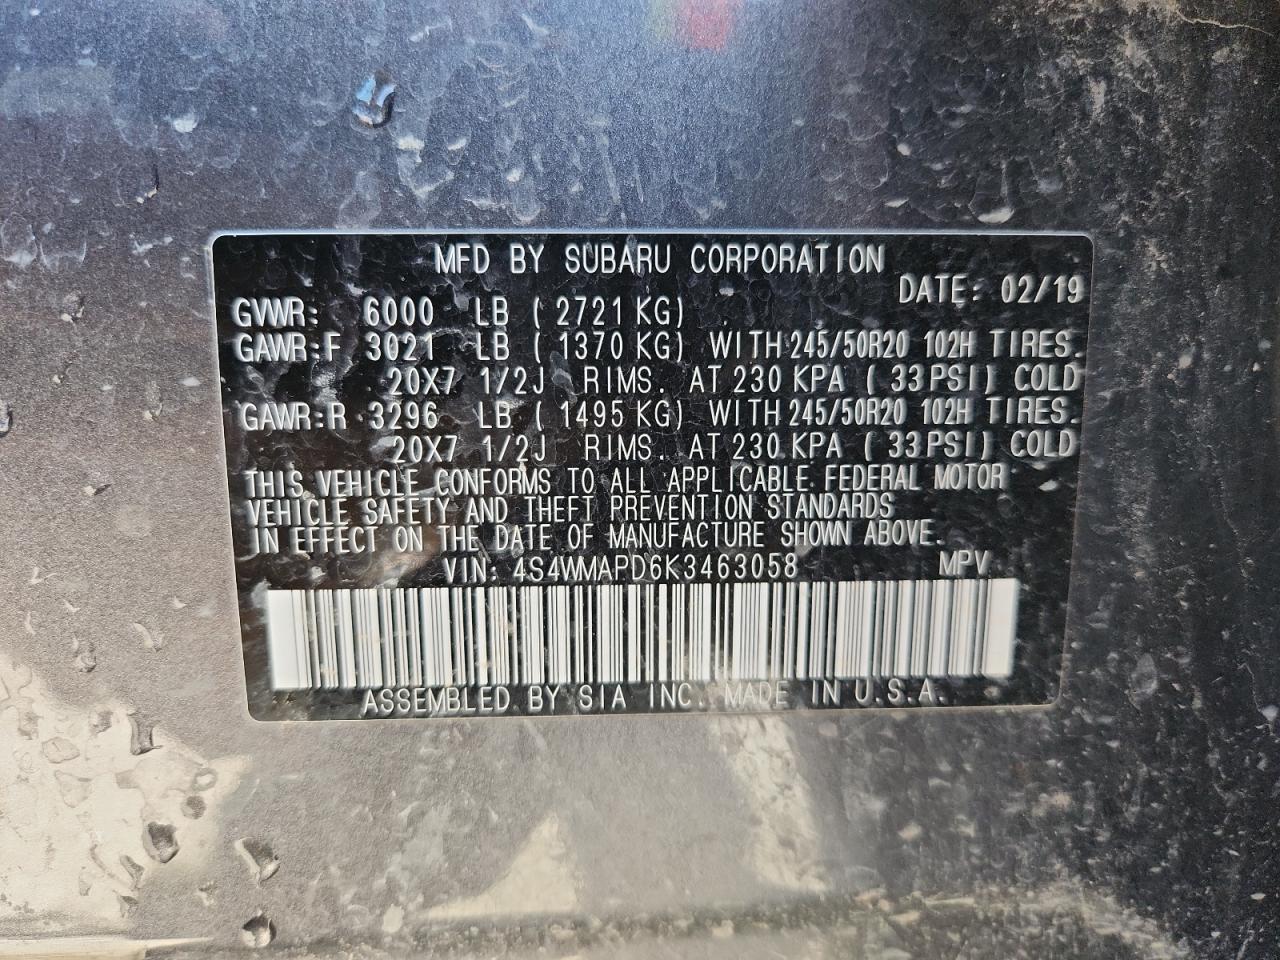 MFD BY SUBARU CORPORATION
DATE: 02/19
GVWR: 6000 LB ( 2721 KG)
GAWR:F 3021 LB ( 1370 KG) WITH 245/50R20 102H TIRES.
20X7 1/2J RIMS. AT 230 KPA ( 33 PSI) COLD
GAWR:R 3296 LB ( 1495 KG) WITH 245/50R20 102H TIRES.
20X7 1/2J RIMS. AT 230 KPA ( 33 PSI) COLD
THIS VEHICLE CONFORMS TO ALL APPLICABLE FEDERAL MOTOR
VEHICLE SAFETY AND THEFT PREVENTION STANDARDS
IN EFFECT ON THE DATE OF MANUFACTURE SHOWN ABOVE.
VIN: 4S4WMAPD6K3463058 MPV
ASSEMBLED BY SIA INC. MADE IN U.S.A.